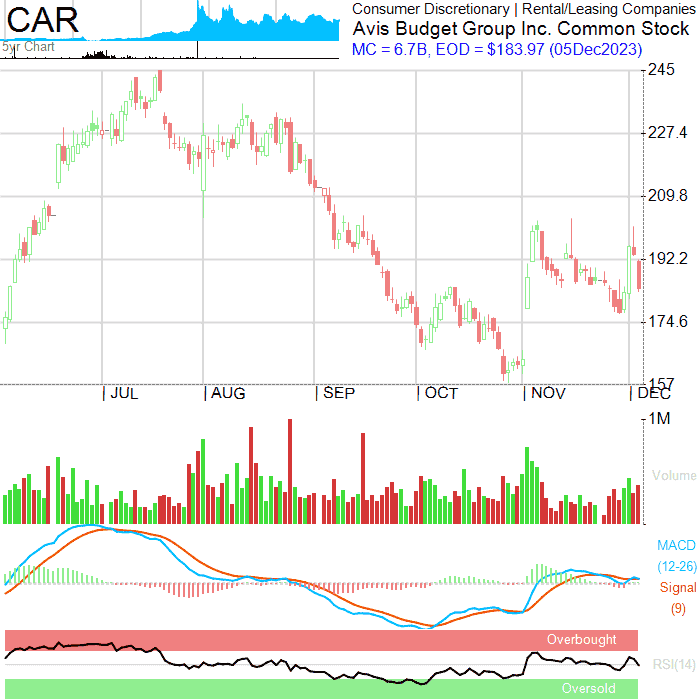 CAR
5yr Chart
Consumer Discretionary | Rental/Leasing Companies
Avis Budget Group Inc. Common Stock
MC = 6.7B, EOD = $183.97 (05Dec2023)
245
227.4
209.8
192.2
174.6
157
| JUL | AUG | SEP | OCT | NOV | DEC
1M
Volume
MACD
(12-26)
Signal
(9)
Overbought
RSI(14)
Oversold